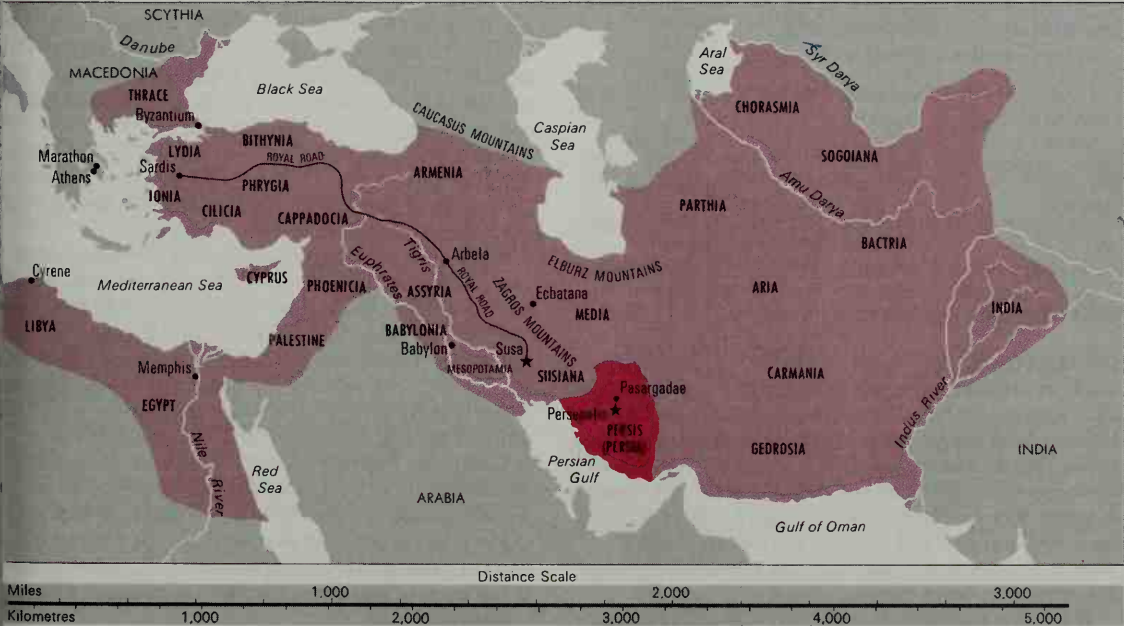 SCYTHIA
Danube
MACEDONIA
THRACE
Byzantium
Black Sea
Aral
Sea
Syr Darya
CHORASMIA
CAUCASUS MOUNTAINS
Caspian
Sea
SOGOIANA
BITHYNIA
LYDIA
ROYAL ROAD
Marathon
Athens
Sardis
IONIA
PHRYGIA
CILICIA
CAPPADOCIA
ARMENIA
PARTHIA
Amu Darya
BACTRIA
Cyrene
Mediterranean Sea
CYPRUS
PHOENICIA
Euphrates
Tigris
Arbela
ASSYRIA
ROYAL ROAD
ZAGROS MOUNTAINS
ELBURZ MOUNTAINS
Ecbatana
MEDIA
ARIA
INDIA
LIBYA
PALESTINE
BABYLONIA
Babylon
MESOPOTAMIA
Susa
SUSIANA
Memphis
EGYPT
Nile
River
Red
Sea
ARABIA
Pasargadae
PERSIS
Persian
Gulf
CARMANIA
GEDROSIA
Indus River
INDIA
Gulf of Oman
Distance Scale
Miles 1.000 2.000 3.000
Kilometres 1,000 2,000 3,000 4,000 5.000